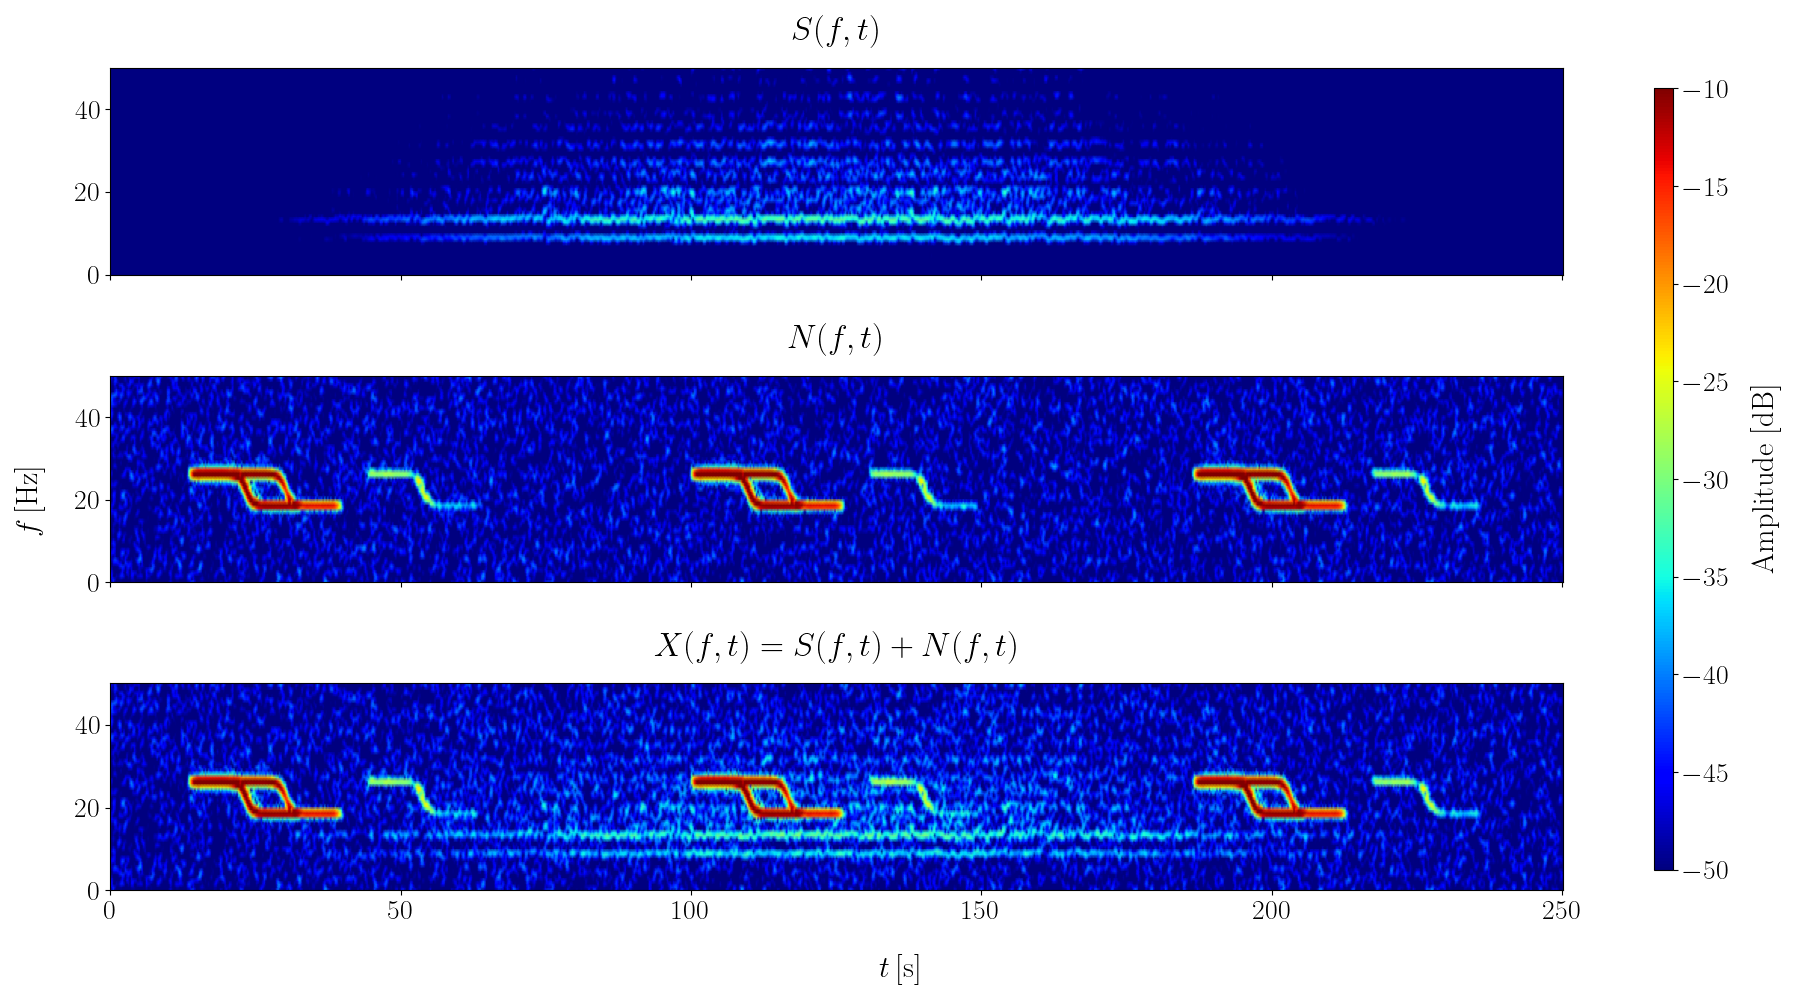 S(f, t)
40
20
0
N(f, t)
40
20
0
f [Hz]
X(f, t) = S(f, t) + N(f, t)
40
20
0
0 50 100 150 200 250
t [s]
−10
−15
−20
−25
−30
−35
−40
−45
−50
Amplitude [dB]